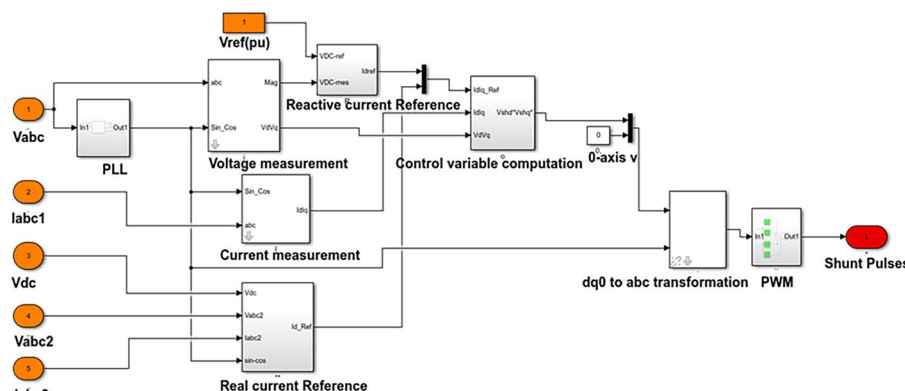 1
Vref(pu)
VDC-ref
VDC-mes
Idref
Reactive current Reference
abc
Mag
Sin_Cos
VdVq
Voltage measurement
1
Vabc
In1
Out1
PLL
IdIq_Ref
IdIq
VdVq
Vshd*Vshq*
Control variable computation
0
0-axis v
2
Iabc1
Sin_Cos
abc
IdIq
Current measurement
?
dq0 to abc transformation
In1
Out1
PWM
1
Shunt Pulses
3
Vdc
4
Vabc2
5
Vdc
Vabc2
Iabc2
sin-cos
Id_Ref
Real current Reference